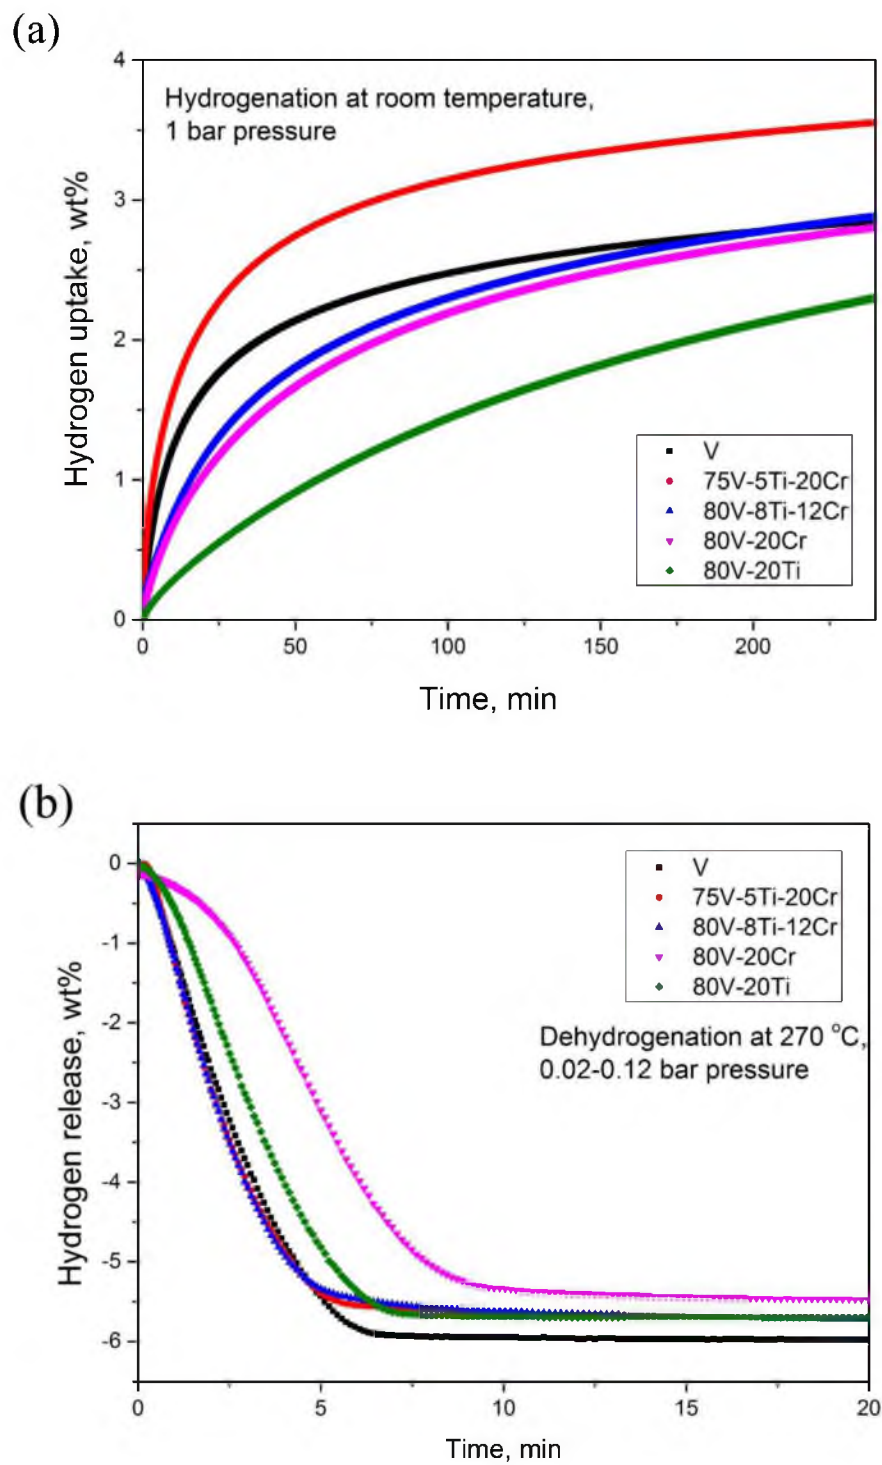 (a)
4
3
2
1
0
Hydrogen uptake, wt%
Hydrogenation at room temperature,
1 bar pressure
V
75V-5Ti-20Cr
80V-8Ti-12Cr
80V-20Cr
80V-20Ti
0 50 100 150 200
Time, min
(b)
0
-1
-2
-3
-4
-5
-6
Hydrogen release, wt%
V
75V-5Ti-20Cr
80V-8Ti-12Cr
80V-20Cr
80V-20Ti
Dehydrogenation at 270 °C,
0.02-0.12 bar pressure
0 5 10 15 20
Time, min